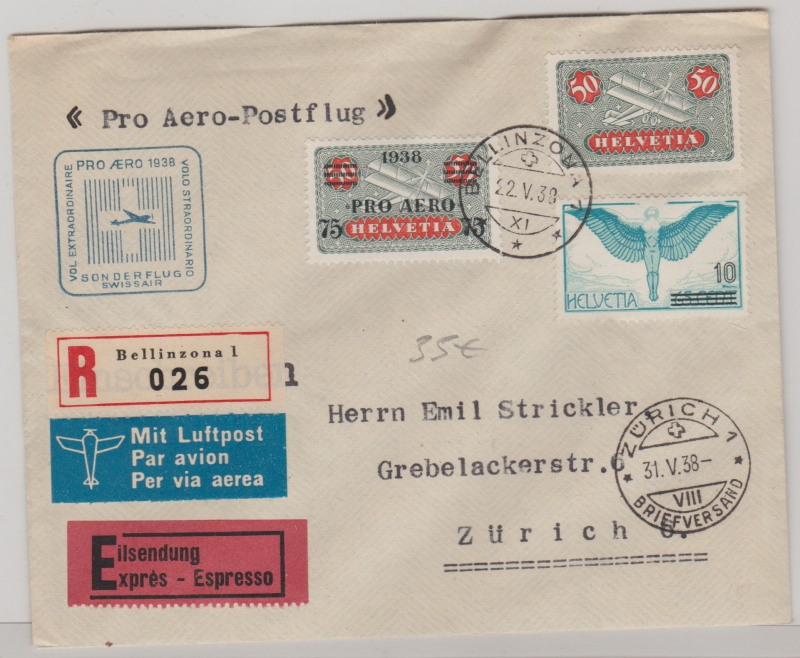 « Pro Aero-Postflug »
50 50
HELVETIA
1938
PRO AERO
75 75
HELVETIA
BELLINZONA 1
22.V.38
XI
PRO ÆRO 1938
VOL EXTRAORDINAIRE
VOLO STRAORDINARIO
SONDERFLUG
SWISSAIR
10
HELVETIA
35€
R
Bellinzona 1
026
Mit Luftpost
Par avion
Per via aerea
Eilsendung
Exprès - Espresso
Herrn Emil Strickler,
Grebelackerstr.6
Zürich 6.
ZÜRICH 1
31.V.38-
VIII
BRIEFVERSAND